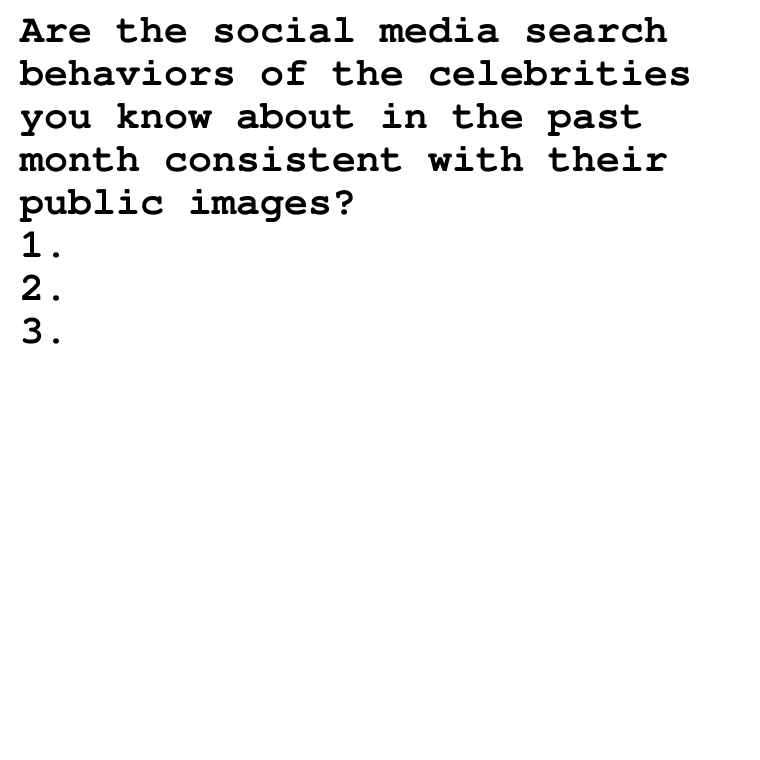 Are the social media search
behaviors of the celebrities
you know about in the past
month consistent with their
public images?
1.
2.
3.